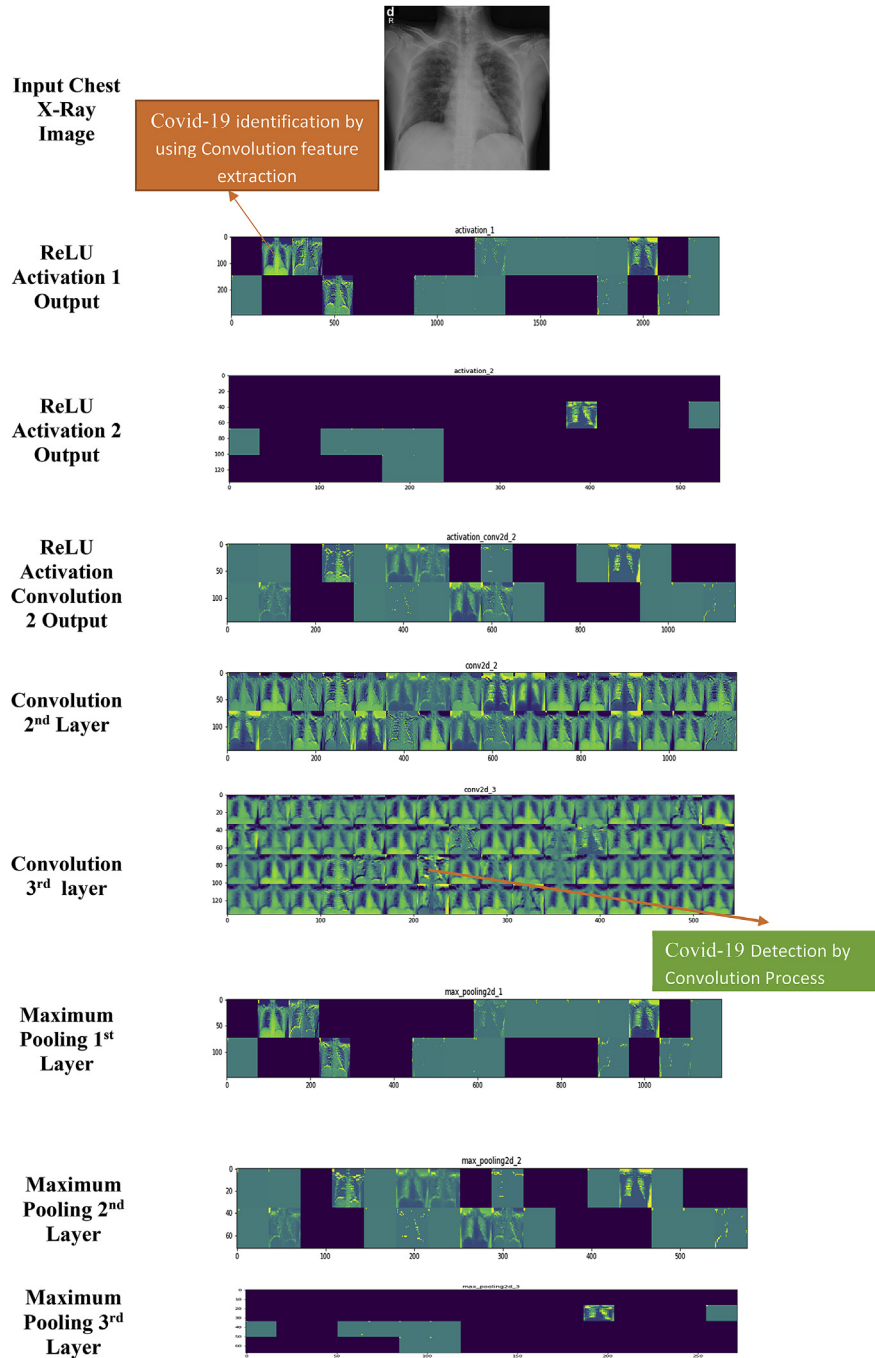 d
R
Input Chest
X-Ray
Image
Covid-19 identification by
using Convolution feature
extraction
ReLU
Activation 1
Output
activation_1
0
100
200
0 500 1000 1500 2000
ReLU
Activation 2
Output
activation_2
0
20
40
60
80
100
120
0 100 200 300 400 500
ReLU
Activation
Convolution
2 Output
activation_conv2d_2
0
50
100
0 200 400 600 800 1000
Convolution
2nd Layer
conv2d_2
0
50
100
0 200 400 600 800 1000
Convolution
3rd layer
conv2d_3
0
20
40
60
80
100
120
0 100 200 300 400 500
Covid-19 Detection by
Convolution Process
Maximum
Pooling 1st
Layer
max_pooling2d_1
0
50
100
0 200 400 600 800 1000
Maximum
Pooling 2nd
Layer
max_pooling2d_2
0
20
40
60
0 100 200 300 400 500
Maximum
Pooling 3rd
Layer
max_pooling2d_3
0
10
20
30
40
50
60
0 50 100 150 200 250